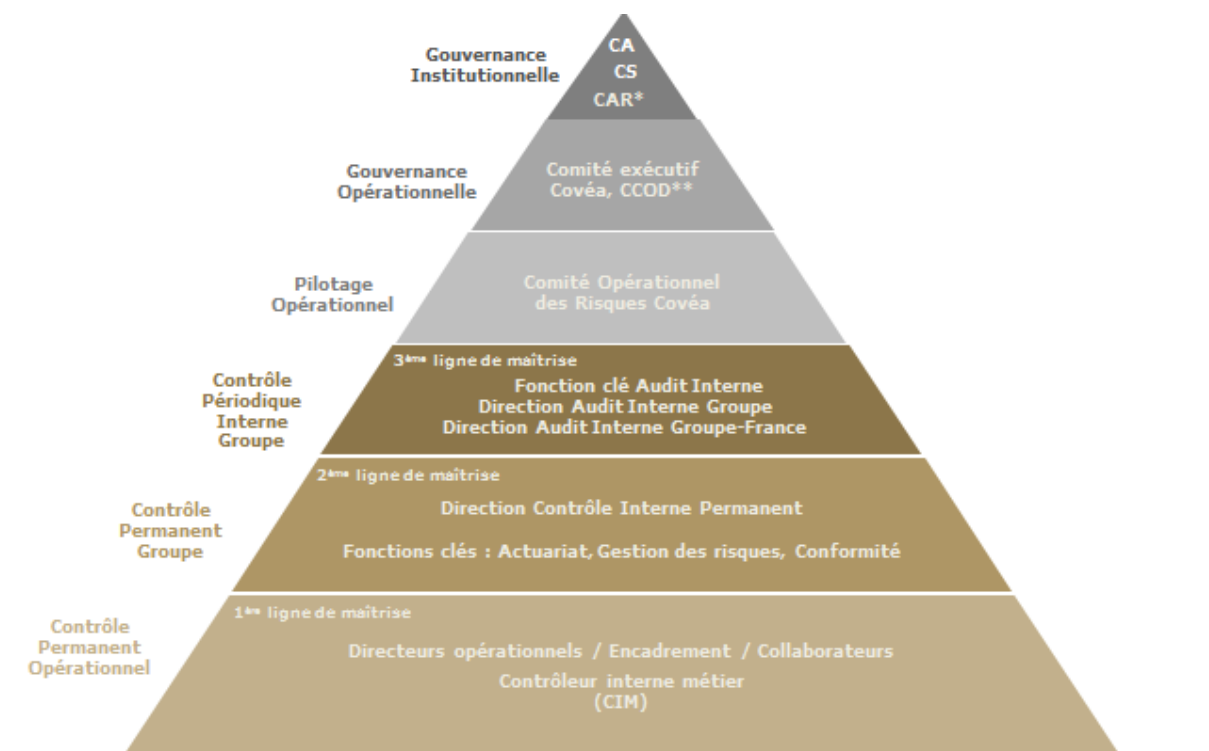 Gouvernance
Institutionnelle
CA
CS
CAR*
Gouvernance
Opérationnelle
Comité exécutif
Covéa, CCOD**
Pilotage
Opérationnel
Comité Opérationnel
des Risques Covéa
Contrôle
Périodique
Interne
Groupe
3ème ligne de maîtrise
Fonction clé Audit Interne
Direction Audit Interne Groupe
Direction Audit Interne Groupe-France
Contrôle
Permanent
Groupe
2ème ligne de maîtrise
Direction Contrôle Interne Permanent
Fonctions clés : Actuariat, Gestion des risques, Conformité
Contrôle
Permanent
Opérationnel
1ère ligne de maîtrise
Directeurs opérationnels / Encadrement / Collaborateurs
Contrôleur interne métier
(CIM)